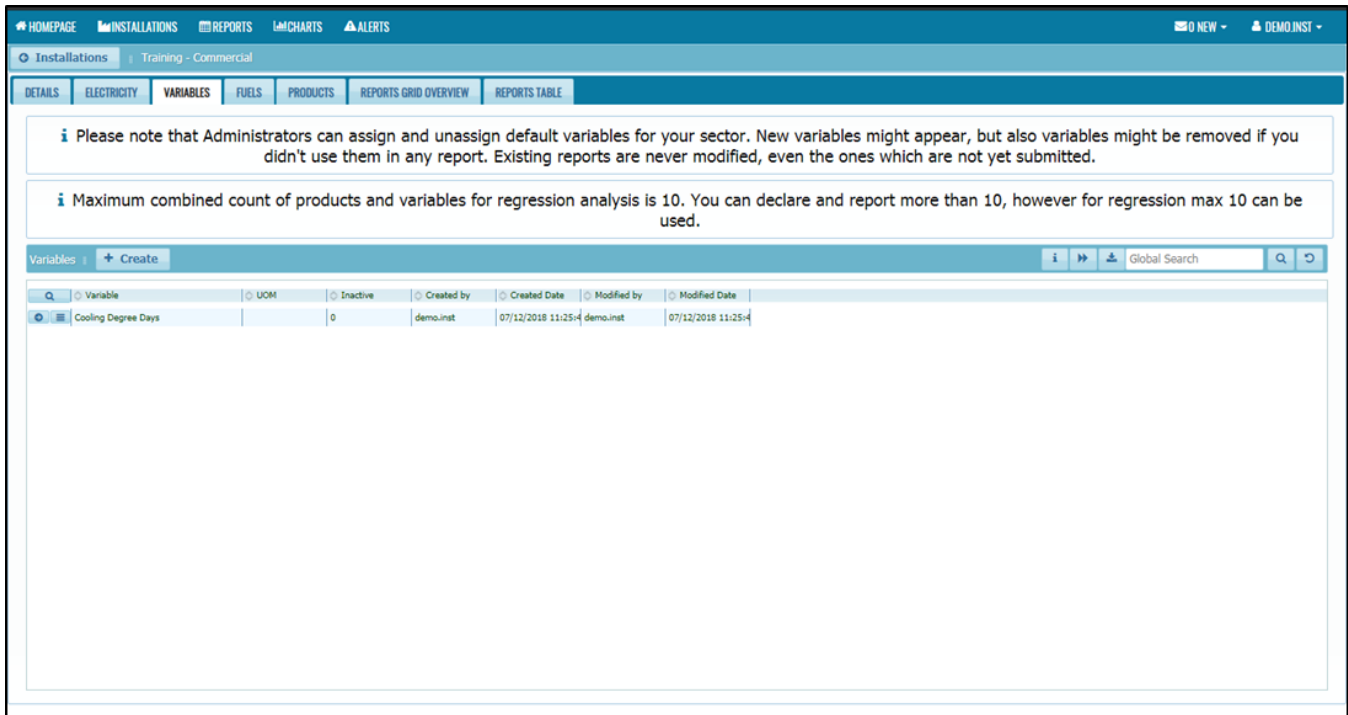 HOMEPAGE INSTALLATIONS REPORTS CHARTS ALERTS 0 NEW DEMO.INST
Installations | Training - Commercial
DETAILS ELECTRICITY VARIABLES FUELS PRODUCTS REPORTS GRID OVERVIEW REPORTS TABLE
i Please note that Administrators can assign and unassign default variables for your sector. New variables might appear, but also variables might be removed if you
didn't use them in any report. Existing reports are never modified, even the ones which are not yet submitted.
i Maximum combined count of products and variables for regression analysis is 10. You can declare and report more than 10, however for regression max 10 can be
used.
Variables | + Create i Global Search
Variable UOM Inactive Created by Created Date Modified by Modified Date
Cooling Degree Days 0 demo.inst 07/12/2018 11:25:4 demo.inst 07/12/2018 11:25:4